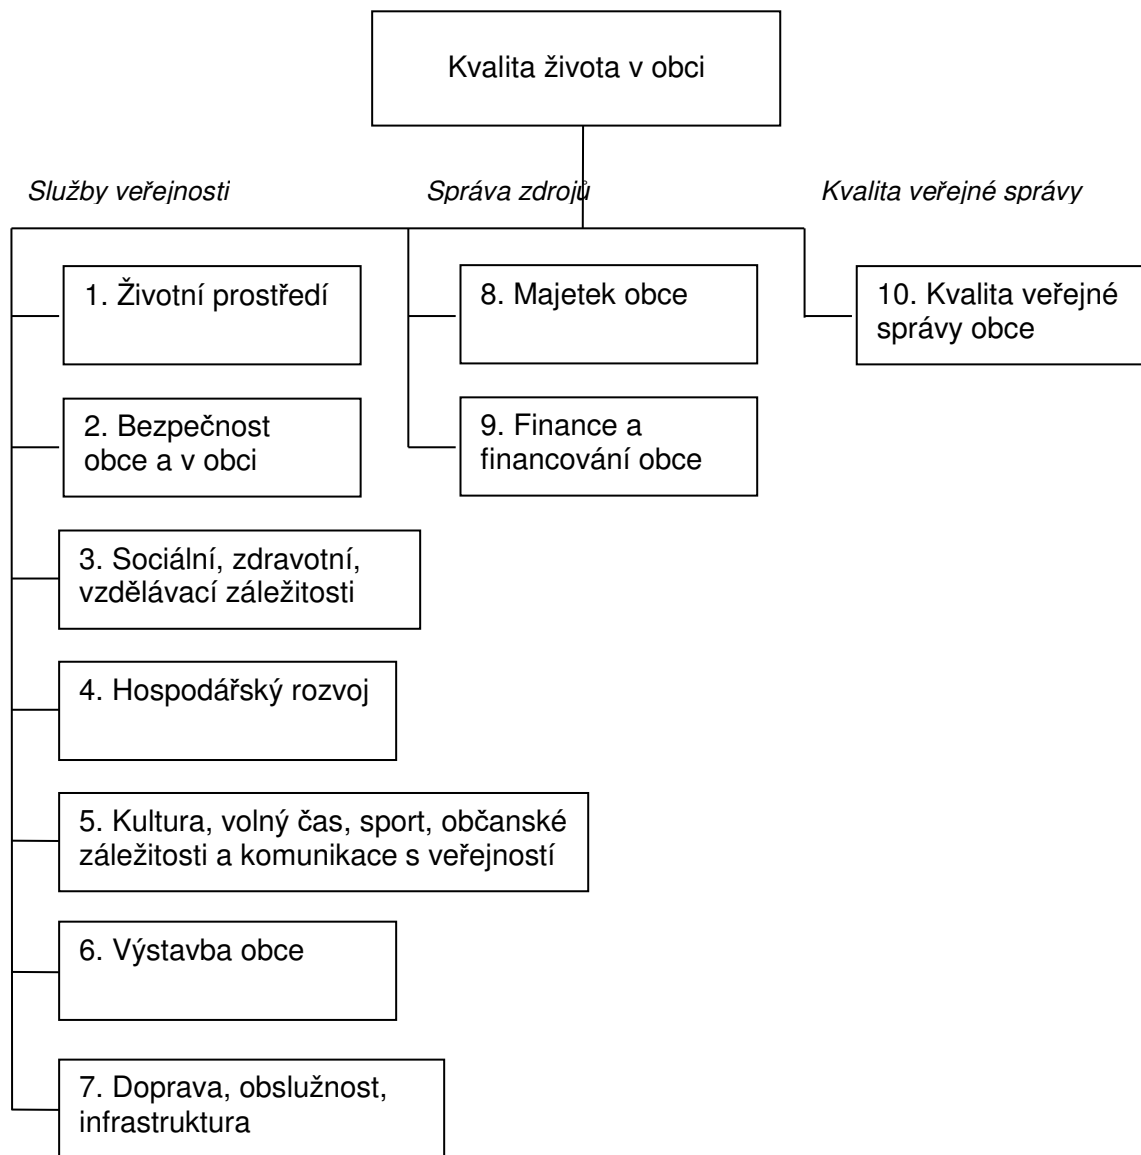 Kvalita života v obci
Služby veřejnosti
Správa zdrojů
Kvalita veřejné správy
1. Životní prostředí
2. Bezpečnost
obce a v obci
3. Sociální, zdravotní,
vzdělávací záležitosti
4. Hospodářský rozvoj
5. Kultura, volný čas, sport, občanské
záležitosti a komunikace s veřejností
6. Výstavba obce
7. Doprava, obslužnost,
infrastruktura
8. Majetek obce
9. Finance a
financování obce
10. Kvalita veřejné
správy obce